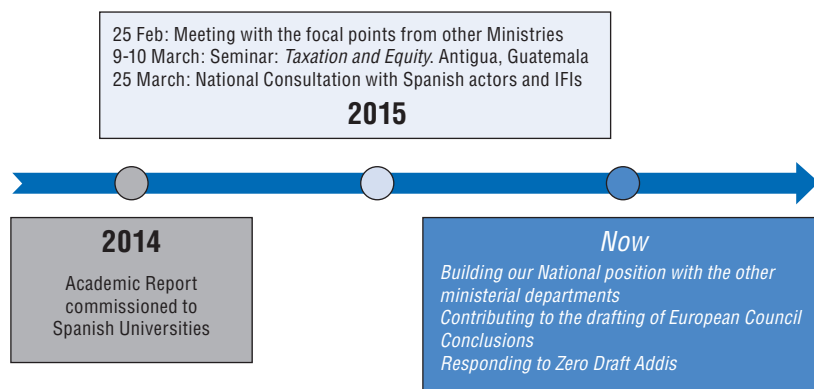 25 Feb: Meeting with the focal points from other Ministries
9-10 March: Seminar: Taxation and Equity. Antigua, Guatemala
25 March: National Consultation with Spanish actors and IFIs
2015
2014
Academic Report
commissioned to
Spanish Universities
Now
Building our National position with the other
ministerial departments
Contributing to the drafting of European Council
Conclusions
Responding to Zero Draft Addis